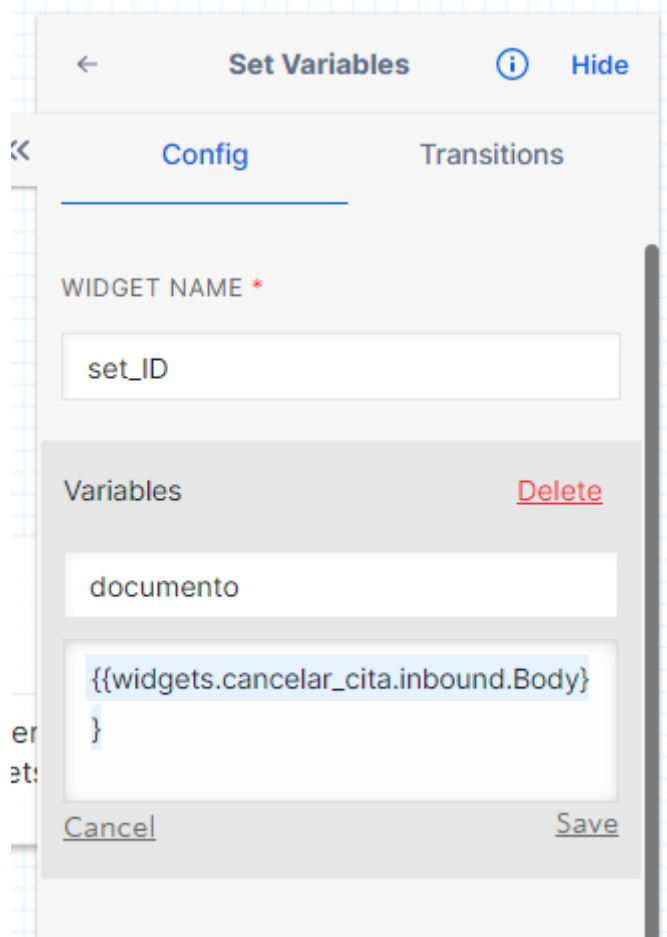 ← Set Variables Hide
Config Transitions
WIDGET NAME *
set_ID
Variables Delete
documento
{{widgets.cancelar_cita.inbound.Body}
}
Cancel Save